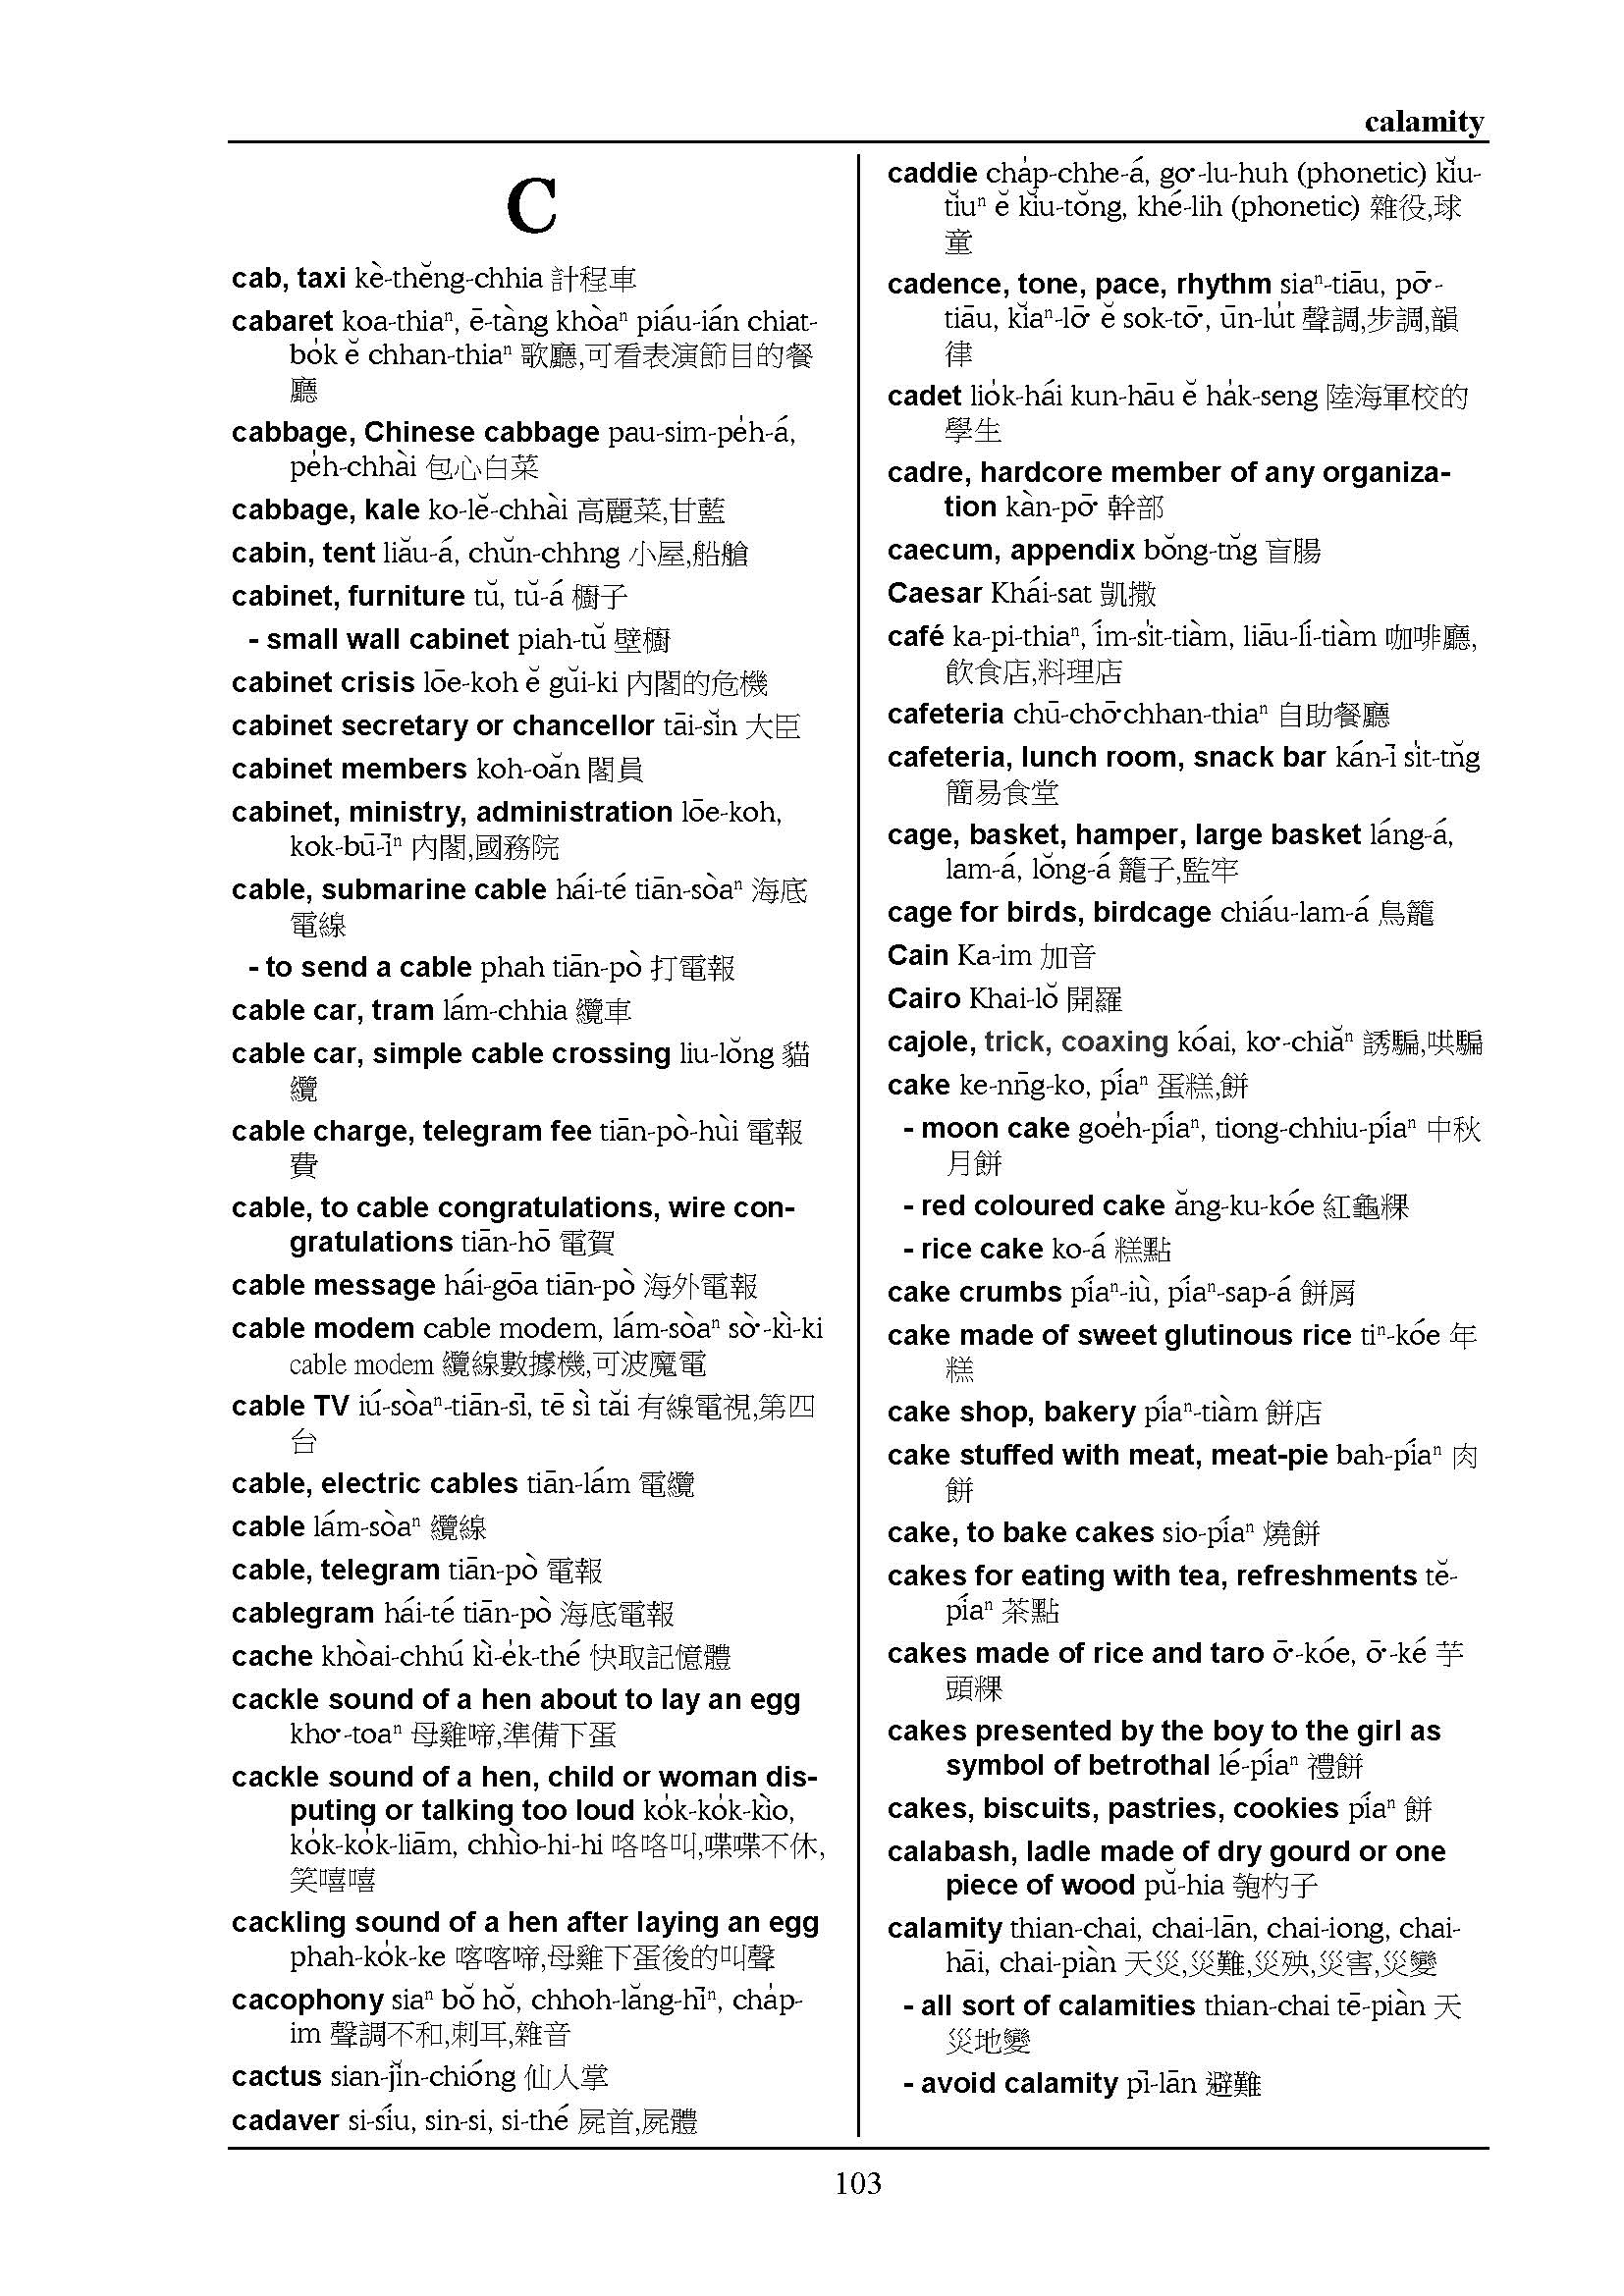 calamity
C
cab, taxi kè-thĕng-chhia 計程車
cabaret koa-thiaⁿ, ē-tàng khòaⁿ piáu-ián chiat-
bo̍k ĕ chhan-thiaⁿ 歌廳,可看表演節目的餐
廳
cabbage, Chinese cabbage pau-sim-pe̍h-á,
pe̍h-chhài 包心白菜
cabbage, kale ko-lĕ-chhài 高麗菜,甘藍
cabin, tent liău-á, chŭn-chhng 小屋,船艙
cabinet, furniture tŭ, tŭ-á 櫥子
- small wall cabinet piah-tŭ 壁櫥
cabinet crisis lōe-koh ĕ gŭi-ki 內閣的危機
cabinet secretary or chancellor tāi-sĭn 大臣
cabinet members koh-oăn 閣員
cabinet, ministry, administration lōe-koh,
kok-bū-īⁿ 內閣,國務院
cable, submarine cable hái-té tiān-sòaⁿ 海底
電線
- to send a cable phah tiān-pò 打電報
cable car, tram lám-chhia 纜車
cable car, simple cable crossing liu-lŏng 貓
纜
cable charge, telegram fee tiān-pò-hùi 電報
費
cable, to cable congratulations, wire con-
gratulations tiān-hō 電賀
cable message hái-gōa tiān-pò 海外電報
cable modem cable modem, lám-sòaⁿ sò͘-kì-ki
cable modem 纜線數據機,可波魔電
cable TV iú-sòaⁿ-tiān-sī, tē sì tăi 有線電視,第四
台
cable, electric cables tiān-lám 電纜
cable lám-sòaⁿ 纜線
cable, telegram tiān-pò 電報
cablegram hái-té tiān-pò 海底電報
cache khòai-chhú kì-e̍k-thé 快取記憶體
cackle sound of a hen about to lay an egg
kho͘-toaⁿ 母雞啼,準備下蛋
cackle sound of a hen, child or woman dis-
puting or talking too loud ko̍k-ko̍k-kìo,
ko̍k-ko̍k-liām, chhìo-hi-hi 咯咯叫,喋喋不休,
笑嘻嘻
cackling sound of a hen after laying an egg
phah-ko̍k-ke 喀喀啼,母雞下蛋後的叫聲
cacophony siaⁿ bŏ hŏ, chhoh-lăng-hīⁿ, cha̍p-
im 聲調不和,刺耳,雜音
cactus sian-jĭn-chióng 仙人掌
cadaver si-síu, sin-si, si-thé 屍首,屍體
caddie cha̍p-chhe-á, go͘-lu-huh (phonetic) kĭu-
tĭuⁿ ĕ kĭu-tŏng, khé-lih (phonetic) 雜役,球
童
cadence, tone, pace, rhythm siaⁿ-tiāu, pō͘-
tiāu, kĭaⁿ-lō͘ ĕ sok-tō͘, ūn-lu̍t 聲調,步調,韻
律
cadet lio̍k-hái kun-hāu ĕ ha̍k-seng 陸海軍校的
學生
cadre, hardcore member of any organiza-
tion kàn-pō͘ 幹部
caecum, appendix bŏng-tn̆g 盲腸
Caesar Khái-sat 凱撒
café ka-pi-thiaⁿ, ím-si̍t-tiàm, liāu-lí-tiàm 咖啡廳,
飲食店,料理店
cafeteria chū-chō͘chhan-thiaⁿ 自助餐廳
cafeteria, lunch room, snack bar kán-ī si̍t-tn̆g
簡易食堂
cage, basket, hamper, large basket láng-á,
lam-á, lŏng-á 籠子,監牢
cage for birds, birdcage chiáu-lam-á 鳥籠
Cain Ka-im 加音
Cairo Khai-lŏ 開羅
cajole, trick, coaxing kóai, ko͘-chiăⁿ 誘騙,哄騙
cake ke-nn̄g-ko, píaⁿ 蛋糕,餅
- moon cake goe̍h-píaⁿ, tiong-chhiu-píaⁿ 中秋
月餅
- red coloured cake ăng-ku-kóe 紅龜粿
- rice cake ko-á 糕點
cake crumbs píaⁿ-iù, píaⁿ-sap-á 餅屑
cake made of sweet glutinous rice tiⁿ-kóe 年
糕
cake shop, bakery píaⁿ-tiàm 餅店
cake stuffed with meat, meat-pie bah-píaⁿ 肉
餅
cake, to bake cakes sio-píaⁿ 燒餅
cakes for eating with tea, refreshments tĕ-
píaⁿ 茶點
cakes made of rice and taro ō͘-kóe, ō͘-ké 芋
頭粿
cakes presented by the boy to the girl as
symbol of betrothal lé-píaⁿ 禮餅
cakes, biscuits, pastries, cookies píaⁿ 餅
calabash, ladle made of dry gourd or one
piece of wood pŭ-hia 匏杓子
calamity thian-chai, chai-lān, chai-iong, chai-
hāi, chai-piàn 天災,災難,災殃,災害,災變
- all sort of calamities thian-chai tē-piàn 天
災地變
- avoid calamity pī-lān 避難
103